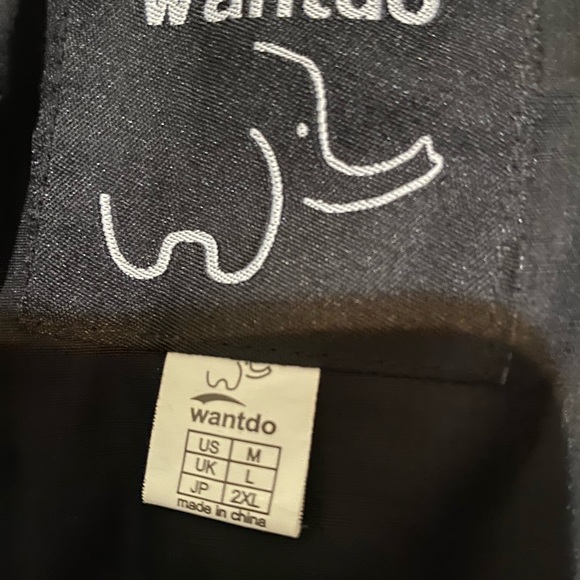 wantdo
wantdo
US M
UK L
JP 2XL
made in china